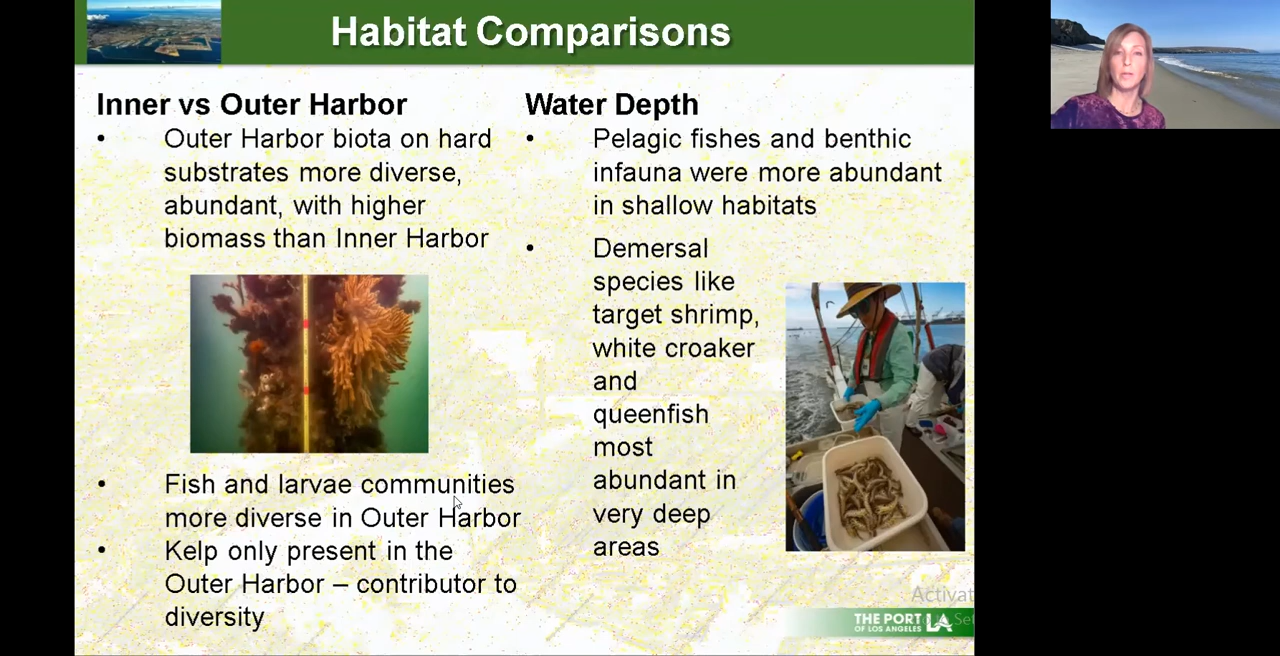 Habitat Comparisons
Inner vs Outer Harbor
• Outer Harbor biota on hard
substrates more diverse,
abundant, with higher
biomass than Inner Harbor
• Fish and larvae communities
more diverse in Outer Harbor
• Kelp only present in the
Outer Harbor – contributor to
diversity
Water Depth
• Pelagic fishes and benthic
infauna were more abundant
in shallow habitats
• Demersal
species like
target shrimp,
white croaker
and
queenfish
most
abundant in
very deep
areas
Activat
THE PORT
OF LOS ANGELES
LA